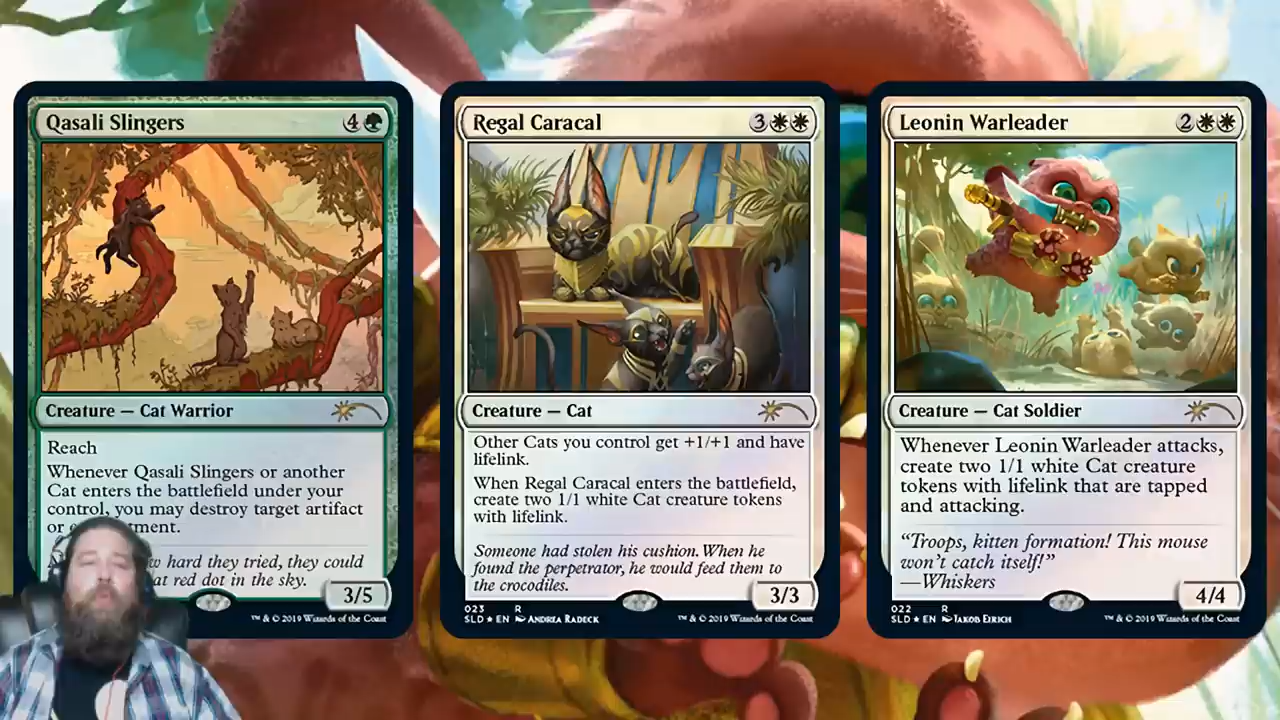 Qasali Slingers
4
Creature — Cat Warrior
Reach
Whenever Qasali Slingers or another
Cat enters the battlefield under your
control, you may destroy target artifact
or
hard they tried, they could
red dot in the sky.
3/5
™ & © 2019 Wizards of the Coast
Regal Caracal
3
Creature — Cat
Other Cats you control get +1/+1 and have
lifelink.
When Regal Caracal enters the battlefield,
create two 1/1 white Cat creature tokens
with lifelink.
Someone had stolen his cushion. When he
found the perpetrator, he would feed them to
the crocodiles.
3/3
023 R
SLD ★ EN Andrea Radeck
™ & © 2019 Wizards of the Coast
Leonin Warleader
2
Creature — Cat Soldier
Whenever Leonin Warleader attacks,
create two 1/1 white Cat creature
tokens with lifelink that are tapped
and attacking.
“Troops, kitten formation! This mouse
won’t catch itself!”
—Whiskers
4/4
022 R
SLD ★ EN Jakob Eirich
™ & © 2019 Wizards of the Coast